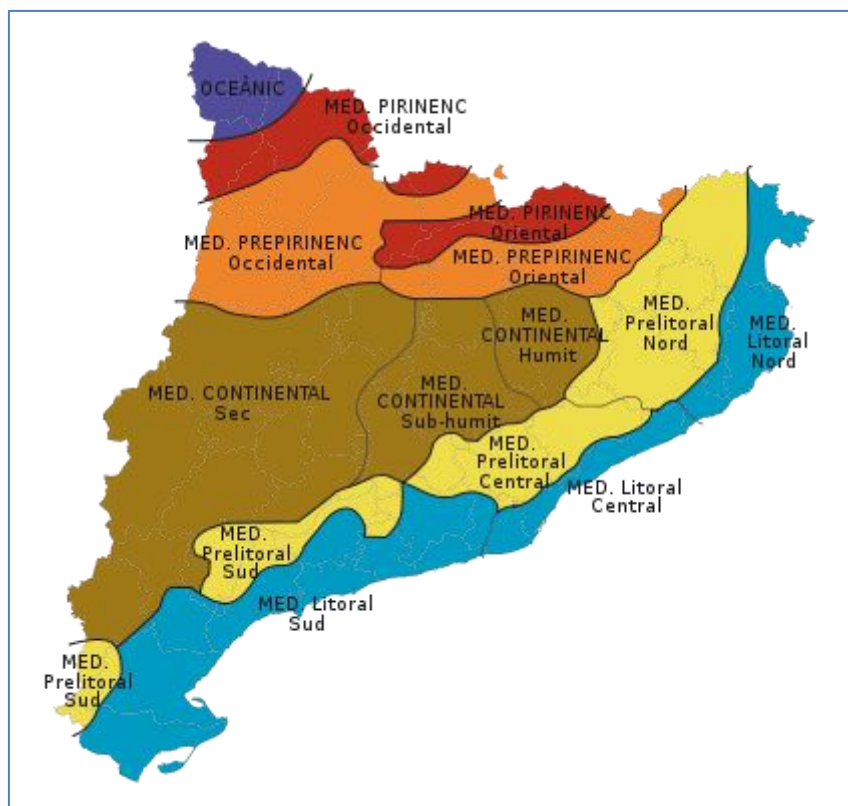 OCEÀNIC
MED. PIRINENC
Occidental
MED. PIRINENC
Oriental
MED. PREPIRINENC
Occidental
MED. PREPIRINENC
Oriental
MED.
Prelitoral
Nord
MED.
Litoral
Nord
MED.
CONTINENTAL
Humit
MED. CONTINENTAL
Sec
MED.
CONTINENTAL
Sub-humit
MED.
Prelitoral
Central
MED. Litoral
Central
MED.
Prelitoral
Sud
MED. Litoral
Sud
MED.
Prelitoral
Sud